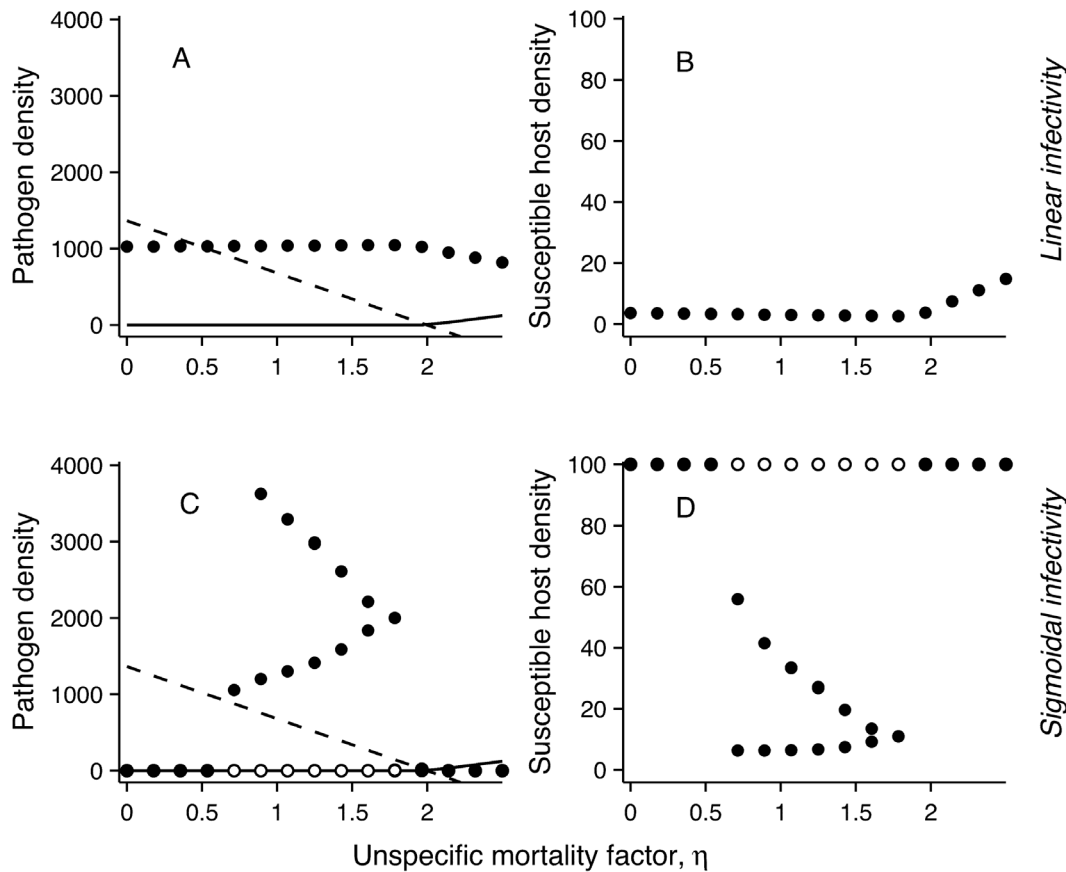 Pathogen density
4000
3000
2000
1000
0
A
0 0.5 1 1.5 2
Susceptible host density
100
80
60
40
20
0
B
0 0.5 1 1.5 2
Linear infectivity
Pathogen density
4000
3000
2000
1000
0
C
0 0.5 1 1.5 2
Susceptible host density
100
80
60
40
20
0
D
0 0.5 1 1.5 2
Sigmoidal infectivity
Unspecific mortality factor, η